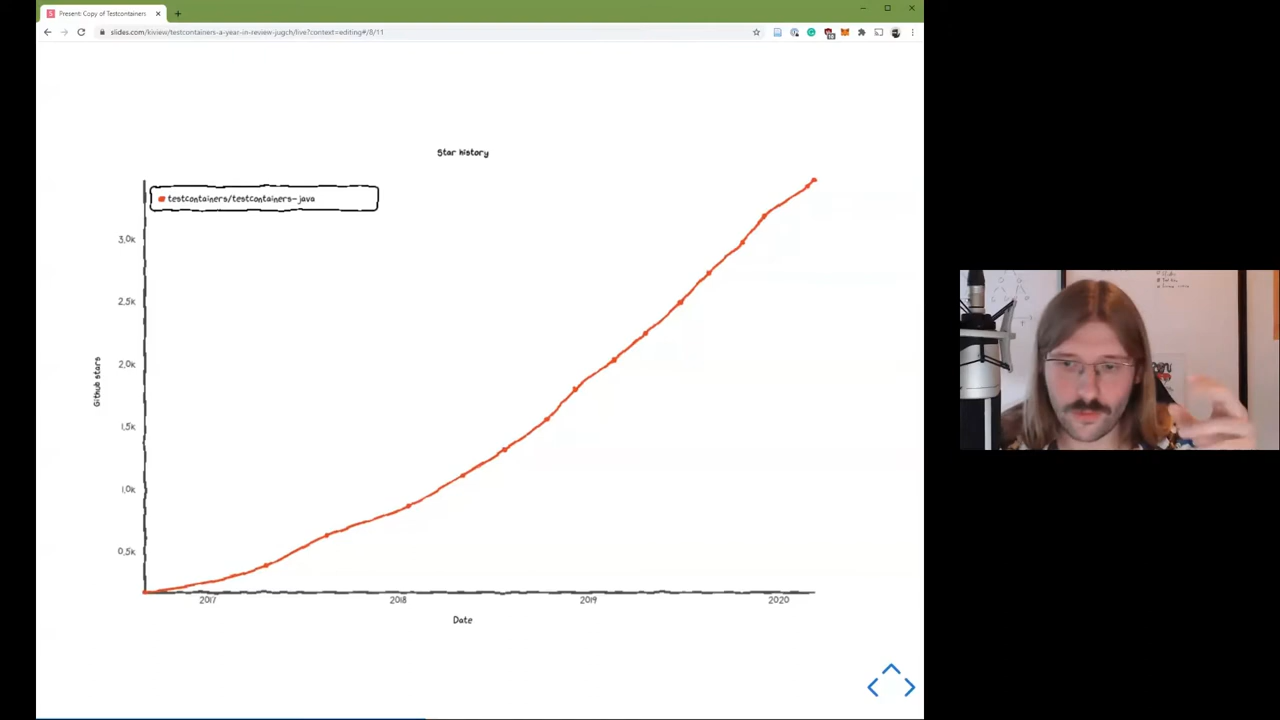 Present: Copy of Testcontainers
slides.com/kiview/testcontainers-a-year-in-review-jugch/live?context=editing#/8/11
Star history
testcontainers/testcontainers-java
3.0k
2.5k
2.0k
1.5k
1.0k
0.5k
Github stars
2017
2018
2019
2020
Date